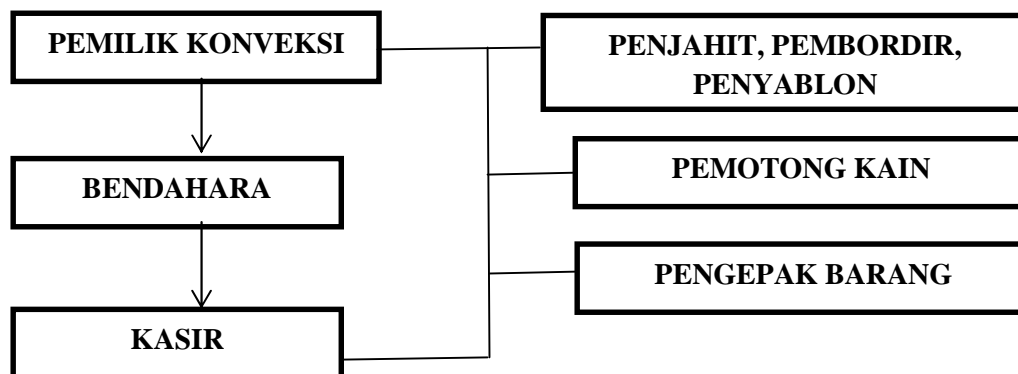 PEMILIK KONVEKSI
PENJAHIT, PEMBORDIR,
PENYABLON
BENDAHARA
PEMOTONG KAIN
PENGEPAK BARANG
KASIR